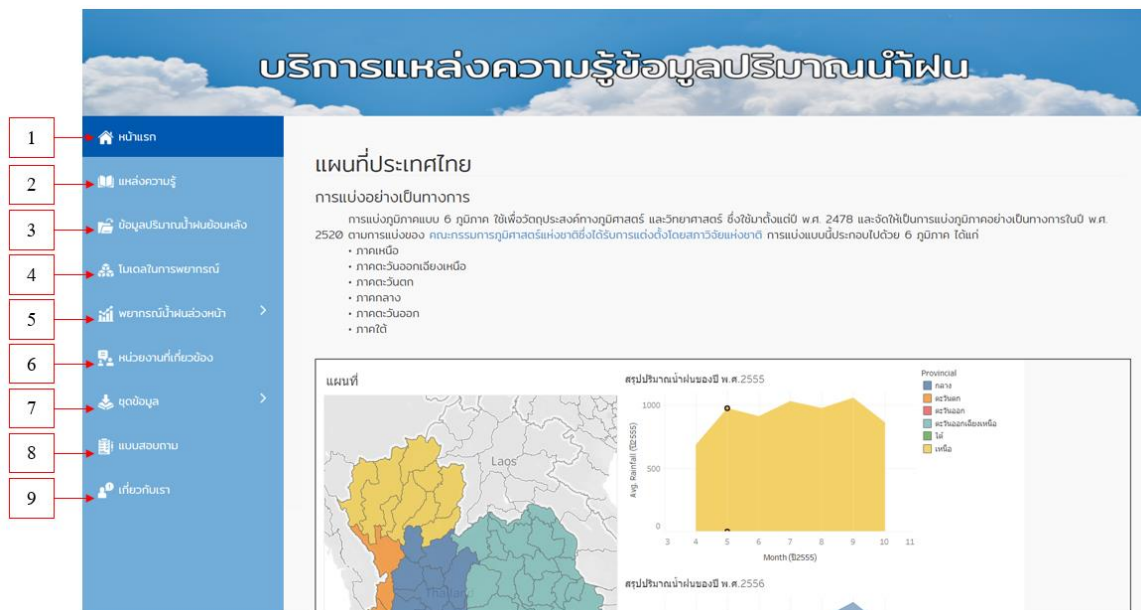 บริการแหล่งความรู้ข้อมูลปริมาณน้ำฝน
1
หน้าแรก
2
แหล่งความรู้
3
ข้อมูลปริมาณน้ำฝนย้อนหลัง
4
โมเดลในการพยากรณ์
5
พยากรณ์น้ำฝนล่วงหน้า
6
หน่วยงานที่เกี่ยวข้อง
7
ชุดข้อมูล
8
แบบสอบถาม
9
เกี่ยวกับเรา
แผนที่ประเทศไทย
การแบ่งอย่างเป็นทางการ
การแบ่งภูมิภาคแบบ 6 ภูมิภาค ใช้เพื่อวัตถุประสงค์ทางภูมิศาสตร์ และวิทยาศาสตร์ ซึ่งใช้มาตั้งแต่ปี พ.ศ. 2478 และจัดให้เป็นการแบ่งภูมิภาคอย่างเป็นทางการในปี พ.ศ.
2520 ตามการแบ่งของ คณะกรรมการภูมิศาสตร์แห่งชาติซึ่งได้รับการแต่งตั้งโดยสภาวิจัยแห่งชาติ การแบ่งแบบนี้ประกอบไปด้วย 6 ภูมิภาค ได้แก่
• ภาคเหนือ
• ภาคตะวันออกเฉียงเหนือ
• ภาคตะวันตก
• ภาคกลาง
• ภาคตะวันออก
• ภาคใต้
แผนที่
Laos
Thailand
สรุปปริมาณน้ำฝนของปี พ.ศ.2555
1000
500
0
Avg. Rainfall (ปี2555)
3 4 5 6 7 8 9 10 11
Month (ปี2555)
Provincial
กลาง
ตะวันตก
ตะวันออก
ตะวันออกเฉียงเหนือ
ใต้
เหนือ
สรุปปริมาณน้ำฝนของปี พ.ศ.2556